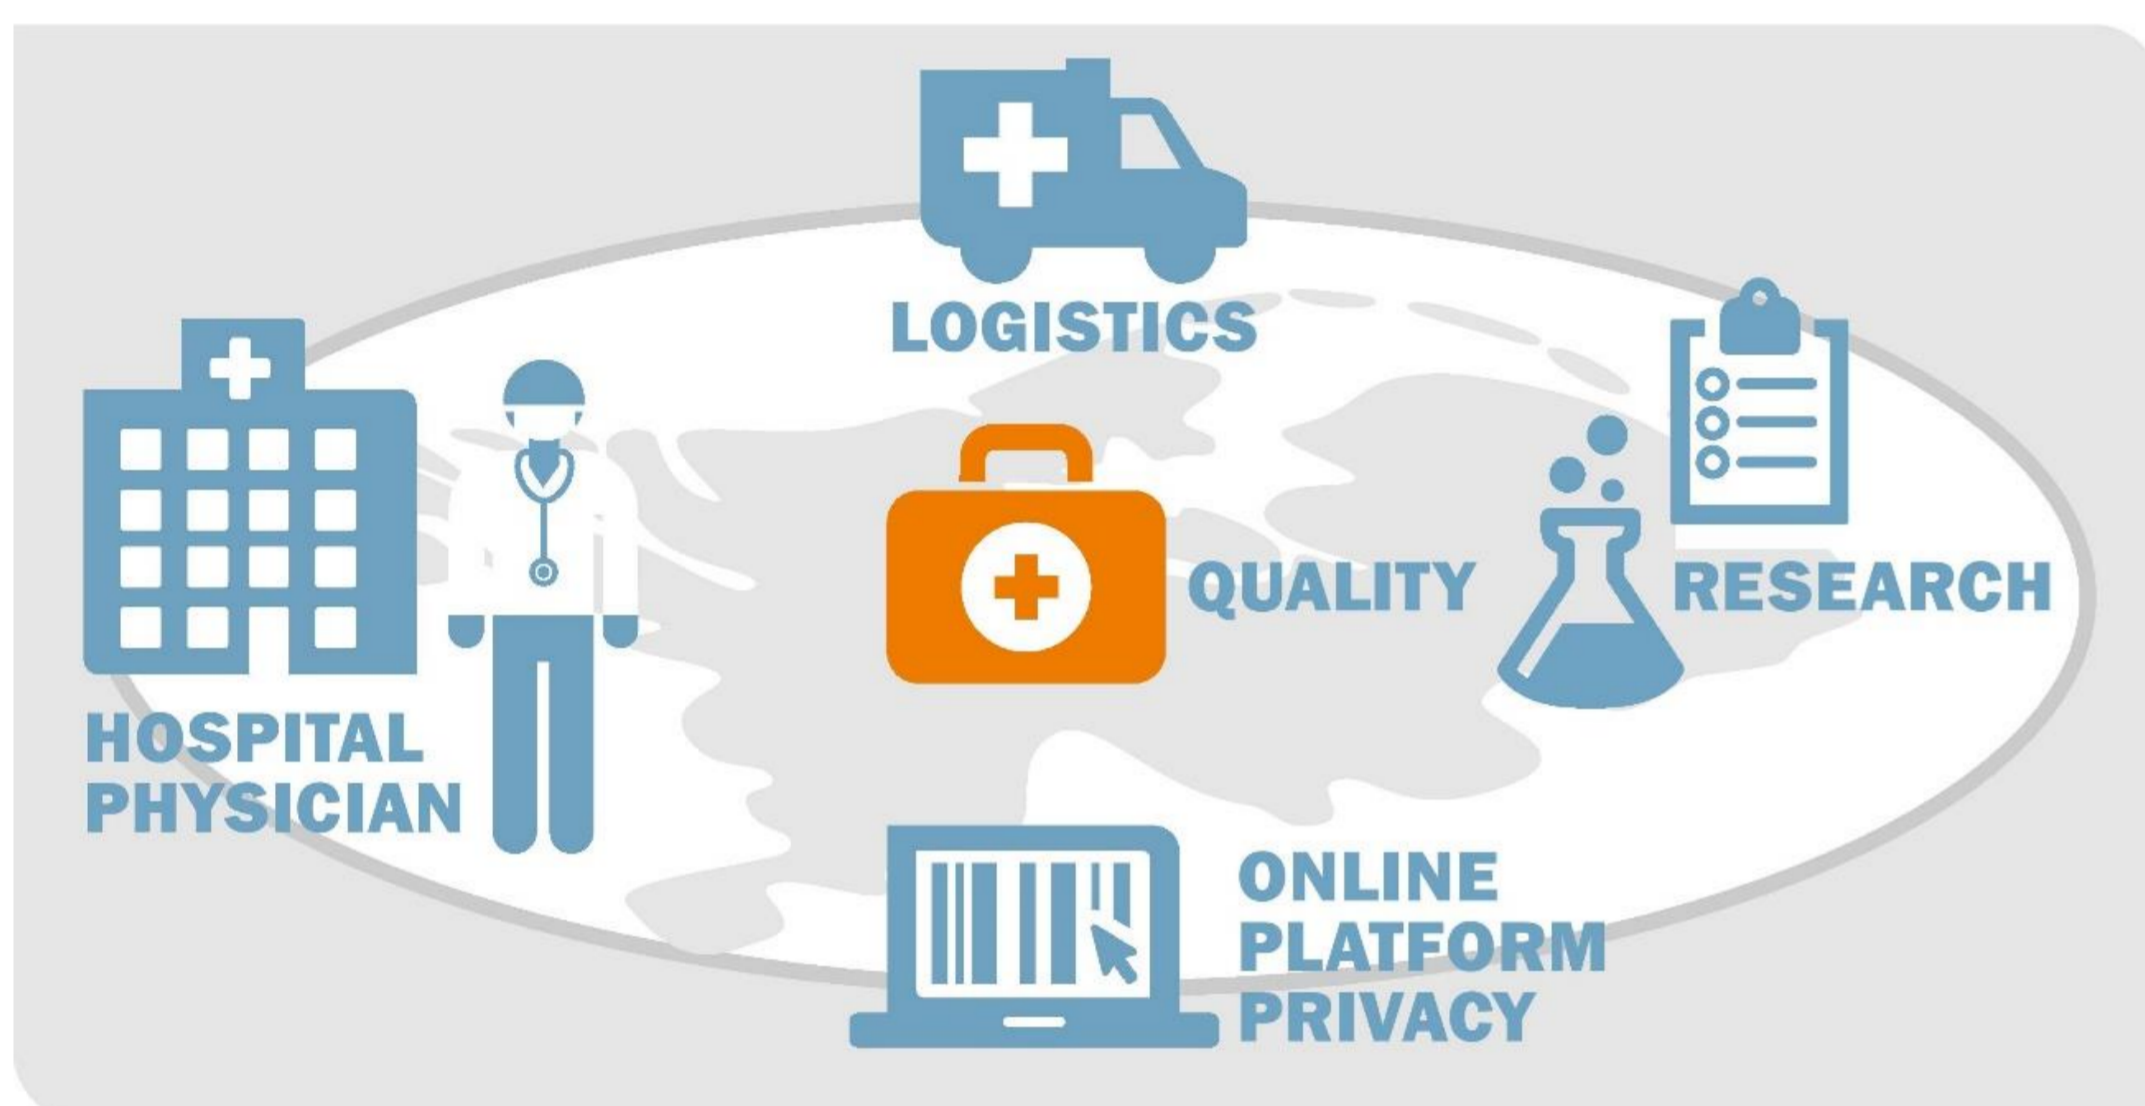 LOGISTICS
HOSPITAL
PHYSICIAN
QUALITY
RESEARCH
ONLINE
PLATFORM
PRIVACY